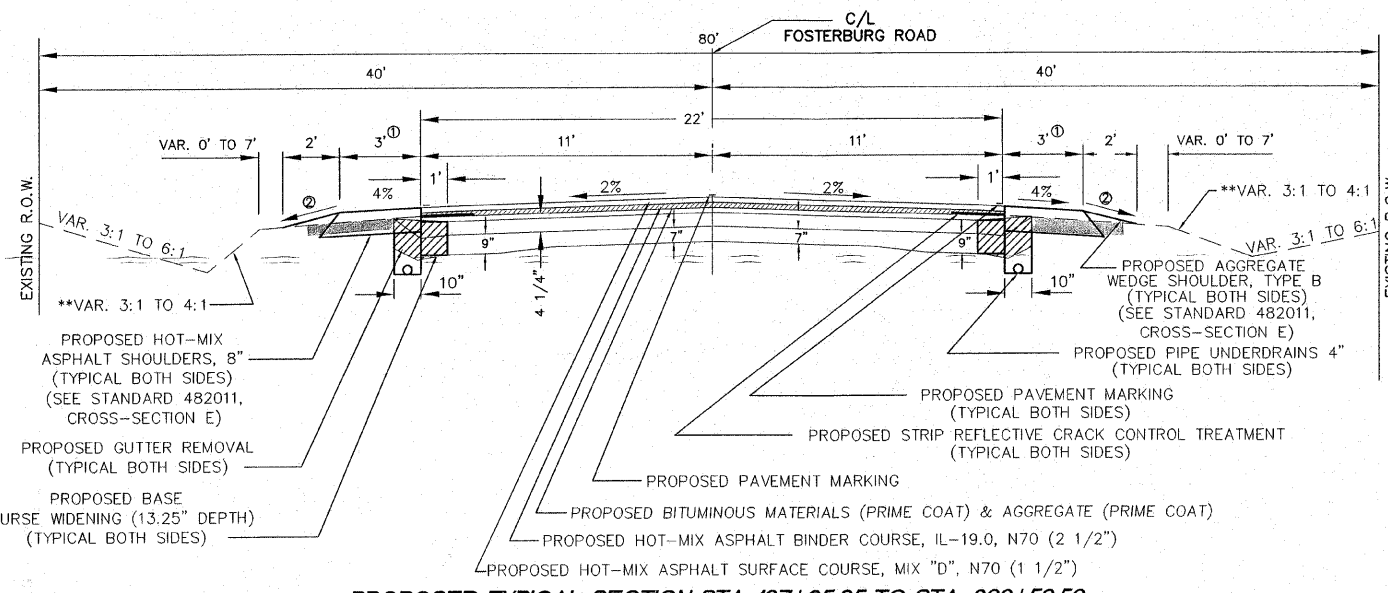 C/L
FOSTERBURG ROAD
80'
40'
40'
22'
VAR. 0' TO 7'
2'
3' ①
11'
11'
3' ①
2'
VAR. 0' TO 7'
1'
1'
②
4%
2%
2%
4%
②
**VAR. 3:1 TO 4:1
EXISTING R.O.W.
VAR. 3:1 TO 6:1
9"
7"
7"
9"
VAR. 3:1 TO 6:1
10"
4 1/4"
10"
**VAR. 3:1 TO 4:1
PROPOSED AGGREGATE
WEDGE SHOULDER, TYPE B
(TYPICAL BOTH SIDES)
(SEE STANDARD 482011,
CROSS-SECTION E)
PROPOSED HOT-MIX
ASPHALT SHOULDERS, 8"
(TYPICAL BOTH SIDES)
(SEE STANDARD 482011,
CROSS-SECTION E)
PROPOSED PIPE UNDERDRAINS 4"
(TYPICAL BOTH SIDES)
PROPOSED PAVEMENT MARKING
(TYPICAL BOTH SIDES)
PROPOSED STRIP REFLECTIVE CRACK CONTROL TREATMENT
(TYPICAL BOTH SIDES)
PROPOSED GUTTER REMOVAL
(TYPICAL BOTH SIDES)
PROPOSED PAVEMENT MARKING
PROPOSED BASE
URSE WIDENING (13.25" DEPTH)
(TYPICAL BOTH SIDES)
PROPOSED BITUMINOUS MATERIALS (PRIME COAT) & AGGREGATE (PRIME COAT)
PROPOSED HOT-MIX ASPHALT BINDER COURSE, IL-19.0, N70 (2 1/2")
PROPOSED HOT-MIX ASPHALT SURFACE COURSE, MIX "D", N70 (1 1/2")
PROPOSED TYPICAL SECTION STA.